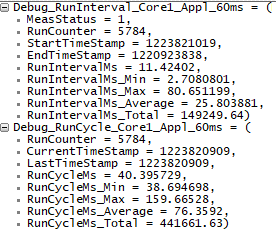 Debug_RunInterval_Core1_Appl_60ms = (
MeasStatus = 1,
RunCounter = 5784,
StartTimeStamp = 1223821019,
EndTimeStamp = 1220923838,
RunIntervalMs = 11.42402,
RunIntervalMs_Min = 2.7080801,
RunIntervalMs_Max = 80.651199,
RunIntervalMs_Average = 25.803881,
RunIntervalMs_Total = 149249.64)
Debug_RunCycle_Core1_Appl_60ms = (
RunCounter = 5784,
CurrentTimeStamp = 1223820909,
LastTimeStamp = 1223820909,
RunCycleMs = 40.395729,
RunCycleMs_Min = 38.694698,
RunCycleMs_Max = 159.66528,
RunCycleMs_Average = 76.3592,
RunCycleMs_Total = 441661.63)